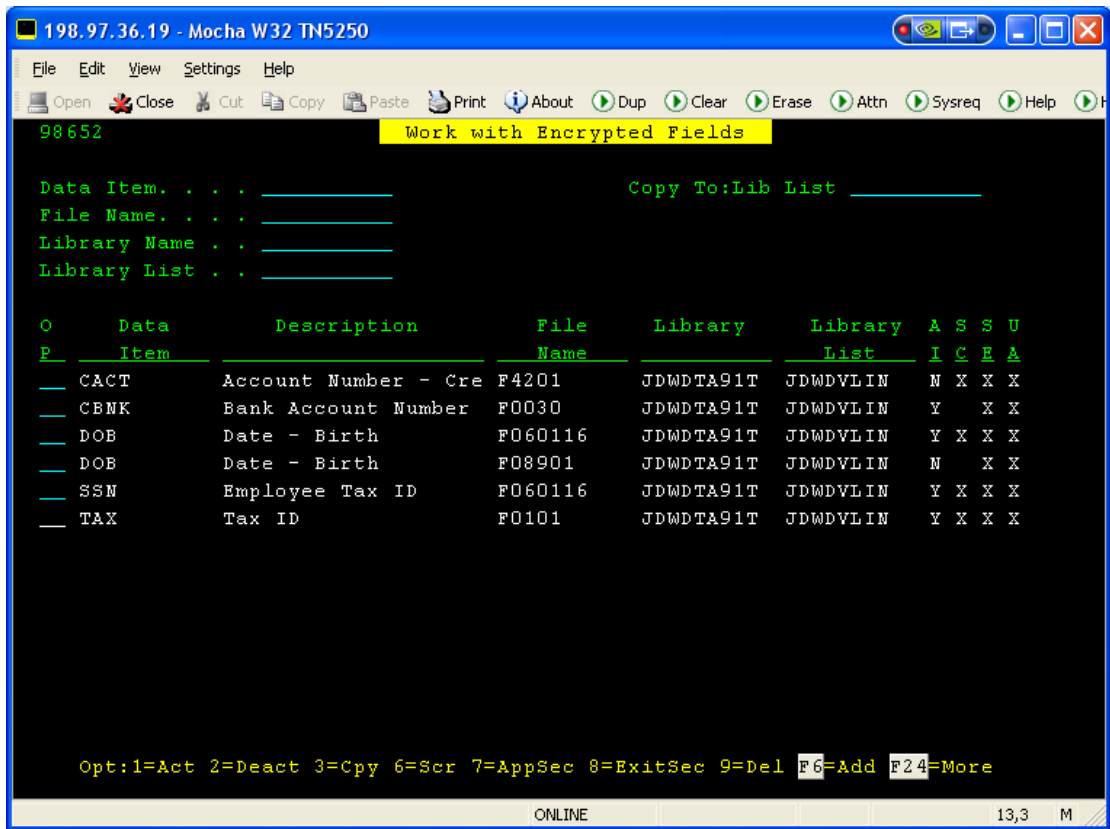 198.97.36.19 - Mocha W32 TN5250
File Edit View Settings Help
Open Close Cut Copy Paste Print About Dup Clear Erase Attn Sysreq Help
98652 Work with Encrypted Fields
Data Item. . . . Copy To:Lib List
File Name. . . .
Library Name . .
Library List . .
O Data Description File Library Library A S S U
P Item Name List I C E A
CACT Account Number - Cre F4201 JDWDTA91T JDWDVLIN N X X X
CBNK Bank Account Number F0030 JDWDTA91T JDWDVLIN Y X X
DOB Date - Birth F060116 JDWDTA91T JDWDVLIN Y X X X
DOB Date - Birth F08901 JDWDTA91T JDWDVLIN N X X
SSN Employee Tax ID F060116 JDWDTA91T JDWDVLIN Y X X X
TAX Tax ID F0101 JDWDTA91T JDWDVLIN Y X X X
Opt:1=Act 2=Deact 3=Cpy 6=Scr 7=AppSec 8=ExitSec 9=Del F6=Add F24=More
ONLINE 13,3 M